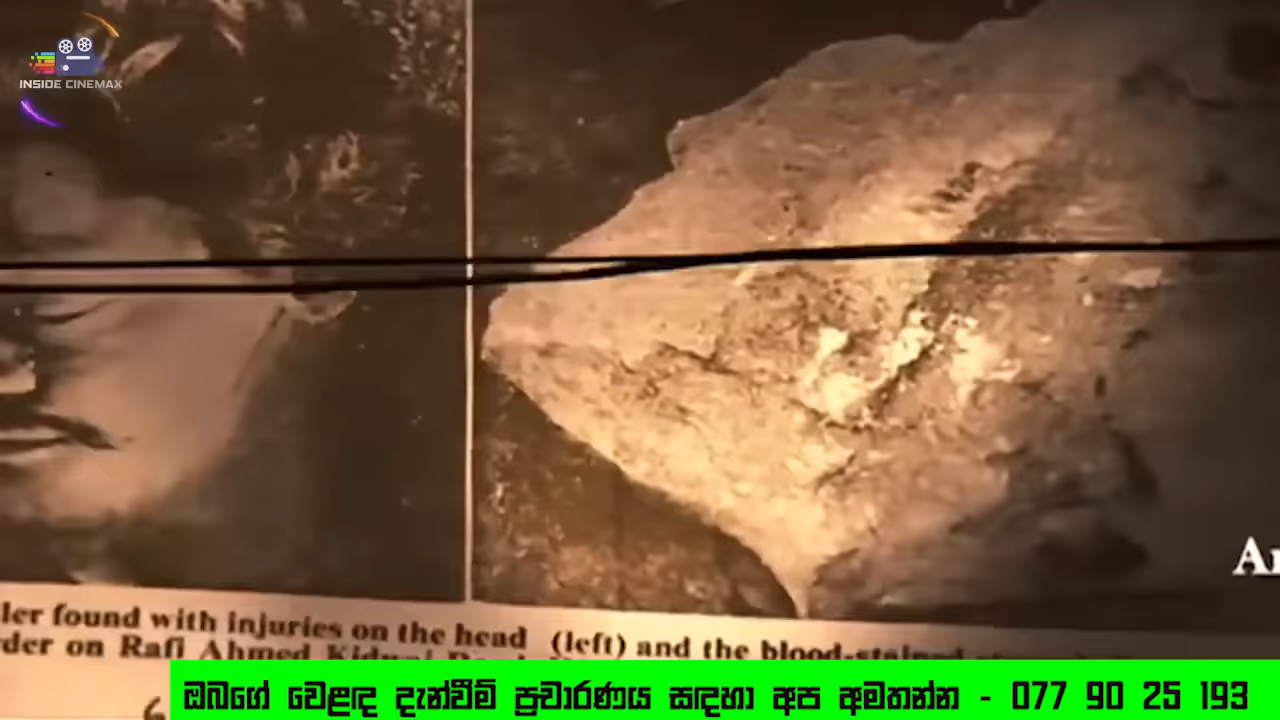 INSIDE CINEMAX
ler found with injuries on the head (left) and the blood-stained
der on Rafi Ahmed Kidwai
ඔබගේ වෙළඳ දැන්වීම් ප්‍රචාරණය සඳහා අප අමතන්න - 077 90 25 193